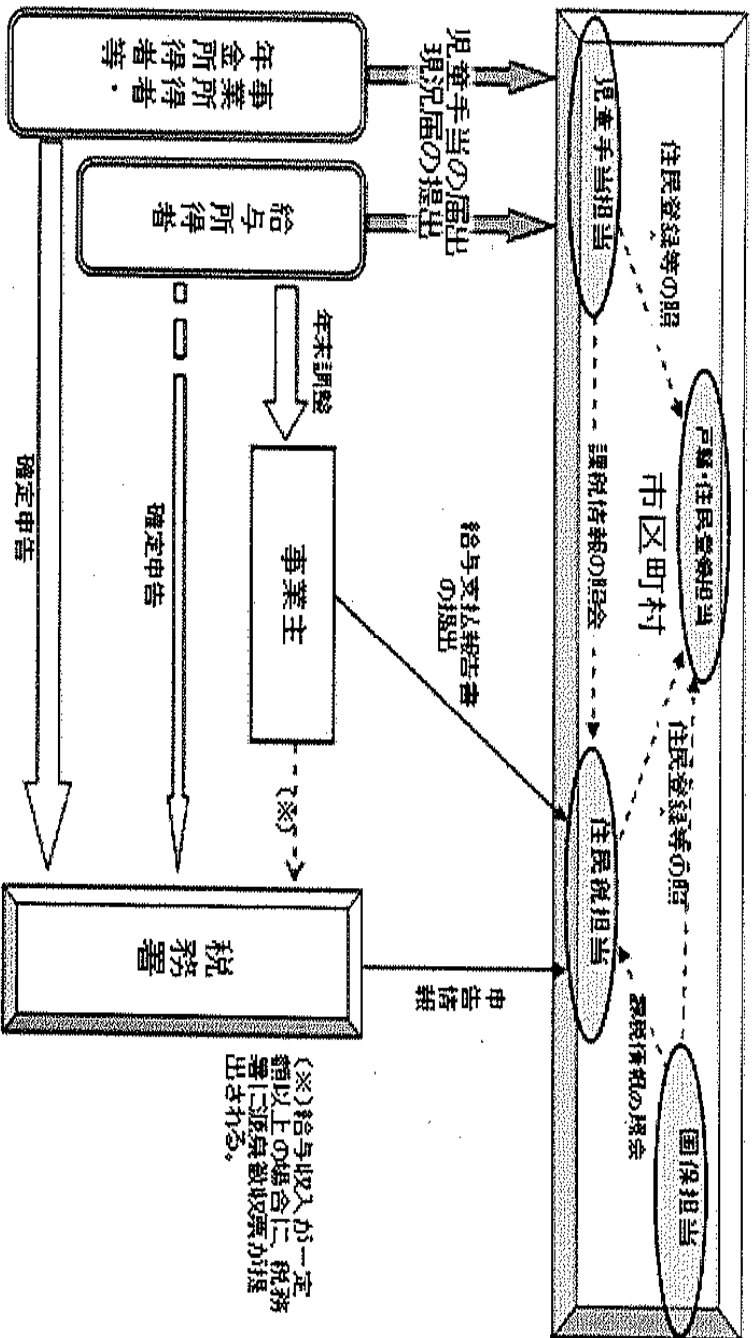 市区町村
戸籍・住民登録担当
児童手当担当
住民税担当
国保担当
住民登録等の照
課税情報の照会
住民登録等の照
課税情報の照会
児童手当の届出
現況届の提出
給与支払報告書
の提出
申告情報
事業所得者・
年金所得者等
給与所得者
年末調整
事業主
(※)
確定申告
確定申告
税務署
(※)給与収入が一定
額以上の場合に、税務
署に源泉徴収票が提
出される。